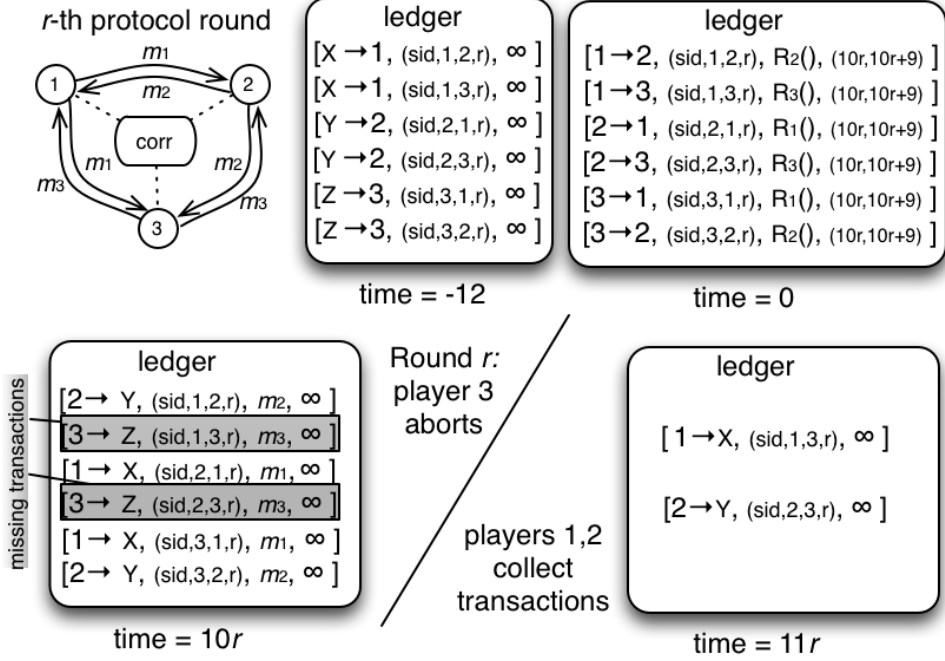 r-th protocol round
m1
1
2
m2
corr
m3
m1
m2
m3
3
ledger
[X →1, (sid,1,2,r), ∞ ]
[X →1, (sid,1,3,r), ∞ ]
[Y →2, (sid,2,1,r), ∞ ]
[Y →2, (sid,2,3,r), ∞ ]
[Z →3, (sid,3,1,r), ∞ ]
[Z →3, (sid,3,2,r), ∞ ]
time = -12
ledger
[1→2, (sid,1,2,r), R2(), (10r,10r+9) ]
[1→3, (sid,1,3,r), R3(), (10r,10r+9) ]
[2→1, (sid,2,1,r), R1(), (10r,10r+9) ]
[2→3, (sid,2,3,r), R3(), (10r,10r+9) ]
[3→1, (sid,3,1,r), R1(), (10r,10r+9) ]
[3→2, (sid,3,2,r), R2(), (10r,10r+9) ]
time = 0
missing transactions
ledger
[2→ Y, (sid,1,2,r), m2, ∞ ]
[3→ Z, (sid,1,3,r), m3, ∞ ]
[1→ X, (sid,2,1,r), m1, ∞ ]
[3→ Z, (sid,2,3,r), m3, ∞ ]
[1→ X, (sid,3,1,r), m1, ∞ ]
[2→ Y, (sid,3,2,r), m2, ∞ ]
time = 10r
Round r:
player 3
aborts
players 1,2
collect
transactions
ledger
[ 1→X, (sid,1,3,r), ∞ ]
[2→Y, (sid,2,3,r), ∞ ]
time = 11r